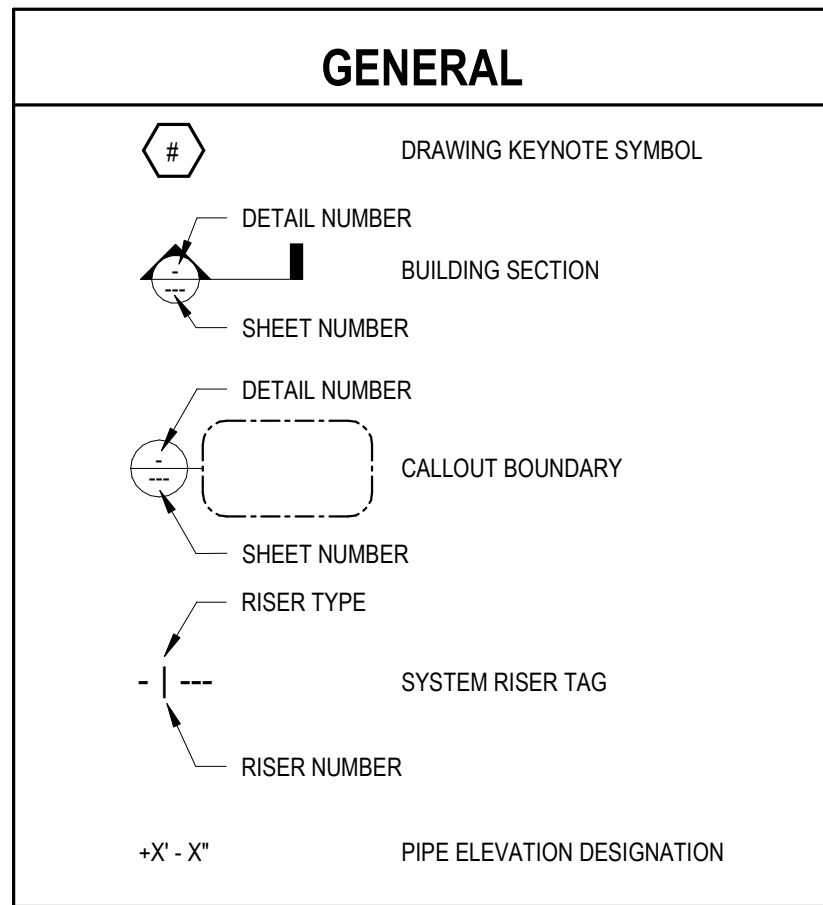 GENERAL
# DRAWING KEYNOTE SYMBOL
DETAIL NUMBER
- BUILDING SECTION
---
SHEET NUMBER
DETAIL NUMBER
- CALLOUT BOUNDARY
---
SHEET NUMBER
RISER TYPE
- | --- SYSTEM RISER TAG
RISER NUMBER
+X' - X" PIPE ELEVATION DESIGNATION